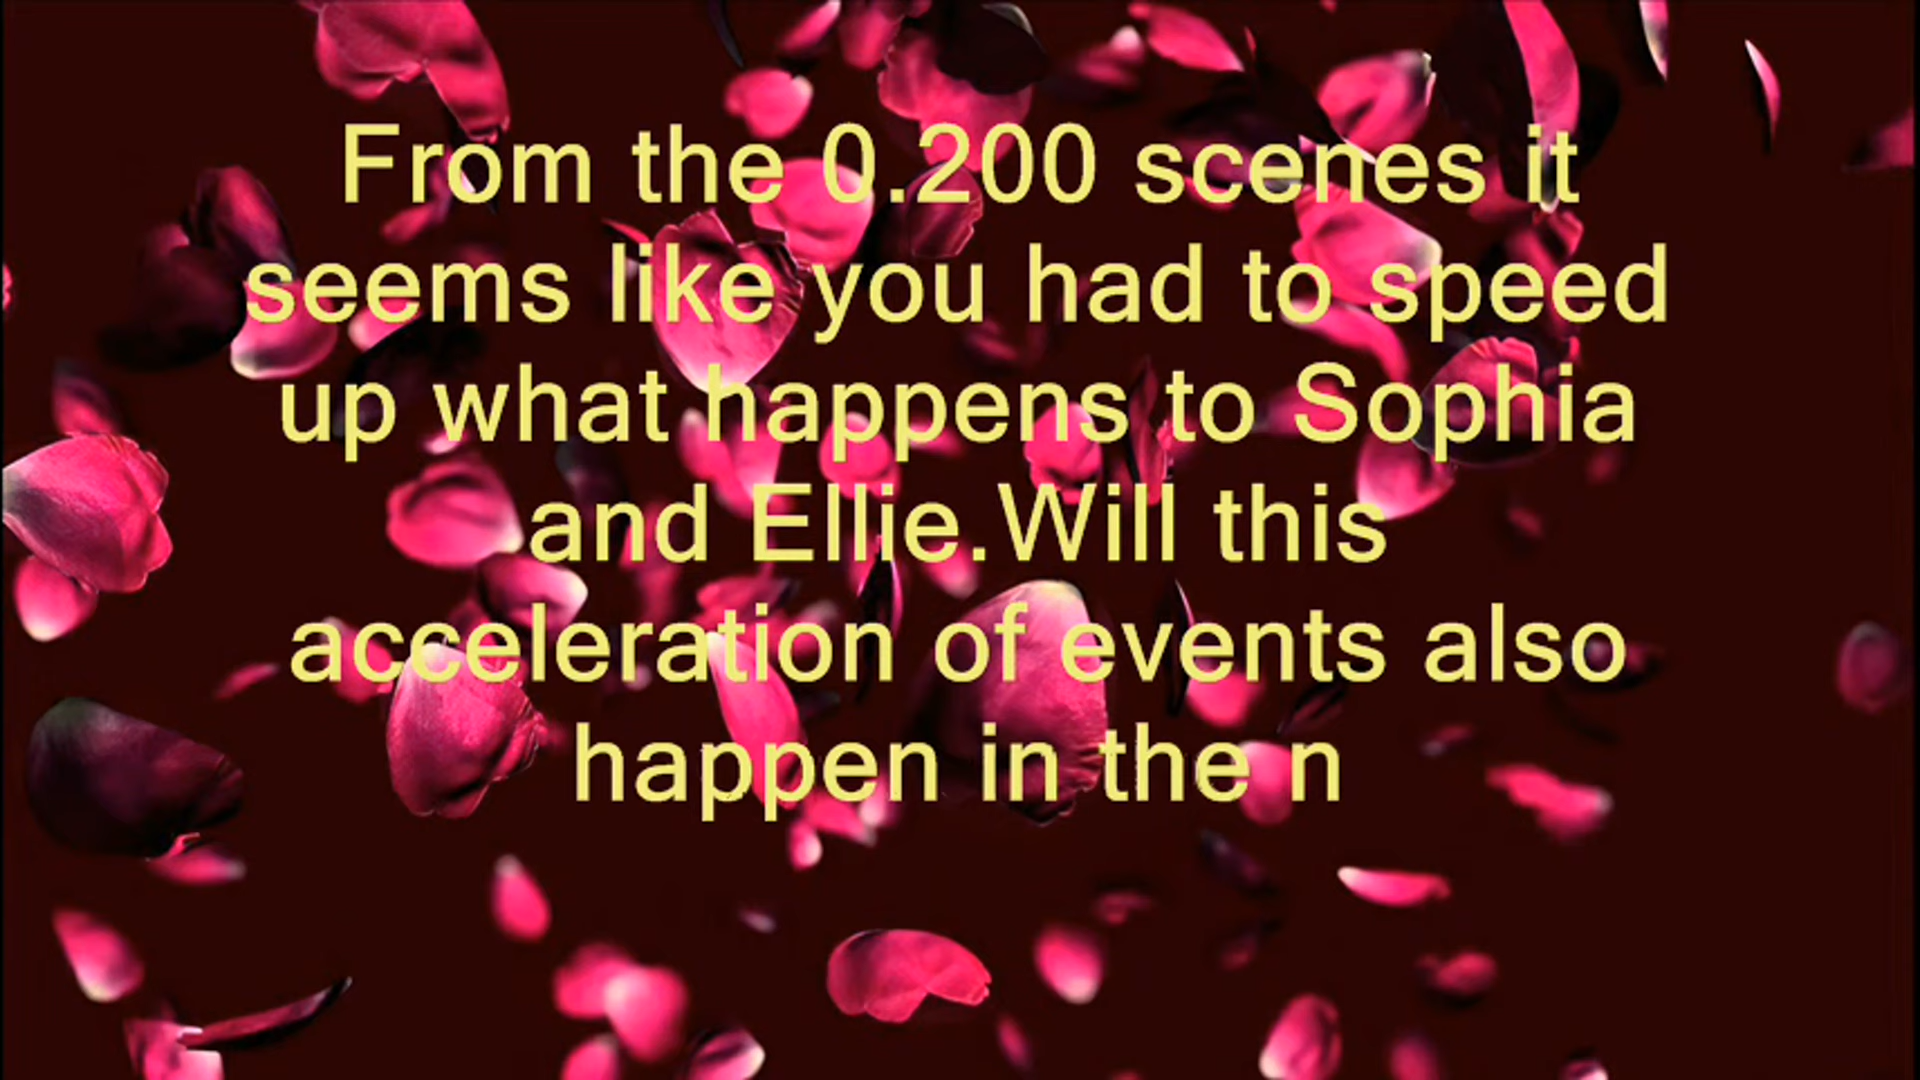 From the 0.200 scenes it
seems like you had to speed
up what happens to Sophia
and Ellie.Will this
acceleration of events also
happen in the n